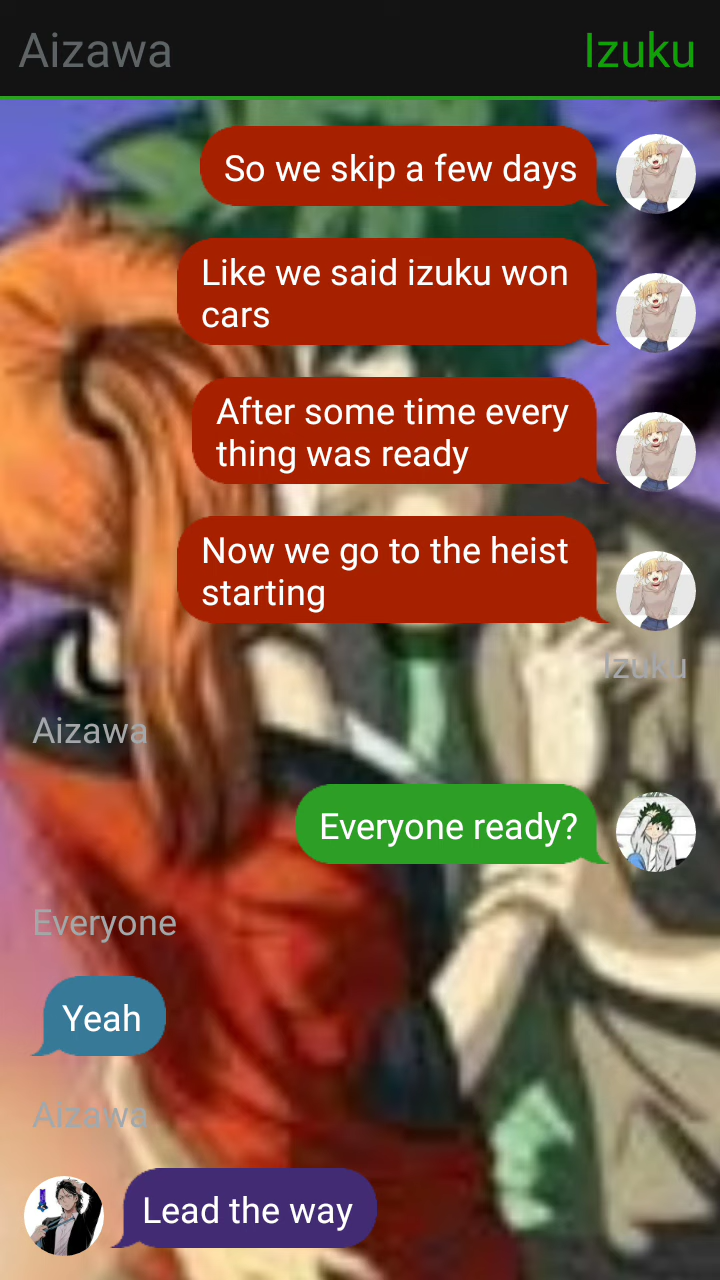 Aizawa
Izuku
So we skip a few days
Like we said izuku won
cars
After some time every
thing was ready
Now we go to the heist
starting
Izuku
Aizawa
Everyone ready?
Everyone
Yeah
Aizawa
Lead the way